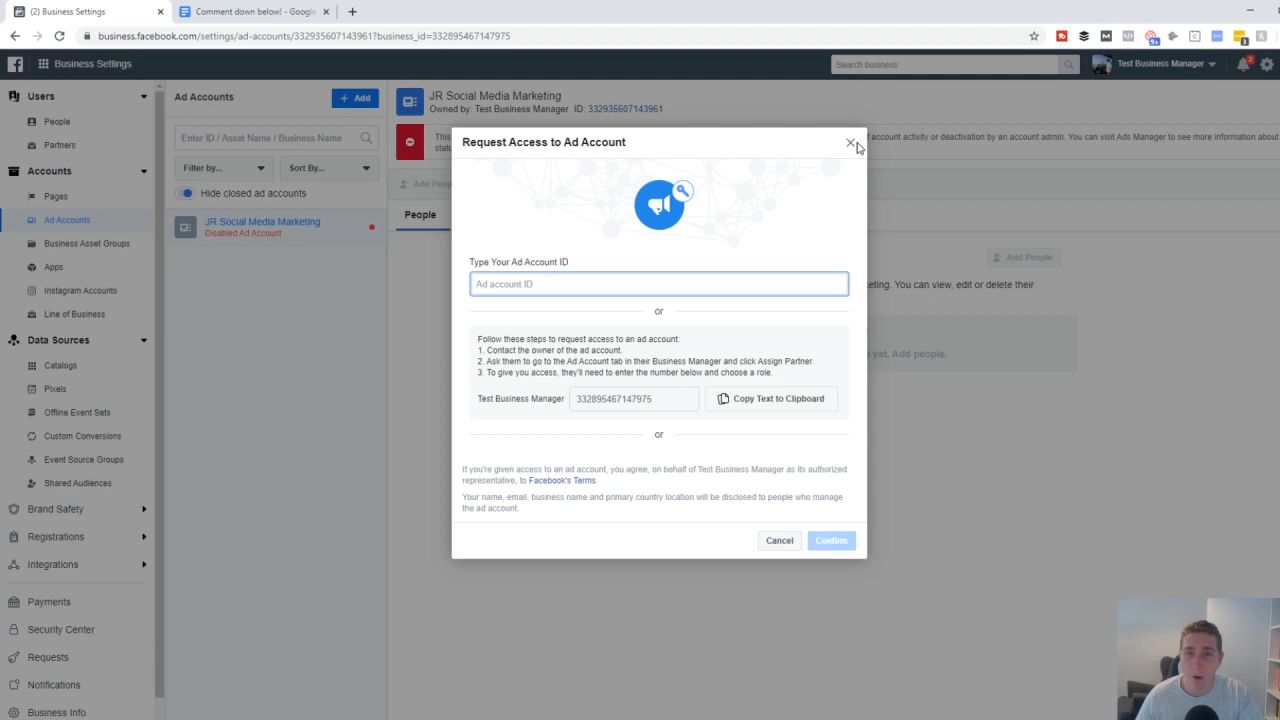 (2) Business Settings
Comment down below! - Google
business.facebook.com/settings/ad-accounts/332935607143961?business_id=332895467147975
Business Settings
Search business
Test Business Manager
2
Users
People
Partners
Accounts
Pages
Ad Accounts
Business Asset Groups
Apps
Instagram Accounts
Line of Business
Data Sources
Catalogs
Pixels
Offline Event Sets
Custom Conversions
Event Source Groups
Shared Audiences
Brand Safety
Registrations
Integrations
Payments
Security Center
Requests
Notifications
Business Info
Ad Accounts
+ Add
Enter ID / Asset Name / Business Name
Filter by...
Sort By...
Hide closed ad accounts
JR Social Media Marketing
Disabled Ad Account
JR Social Media Marketing
Owned by: Test Business Manager ID: 332936607143961
This
account activity or deactivation by an account admin. You can visit Ads Manager to see more information about
statu
Add Peop
People
Add People
eting. You can view, edit or delete their
yet. Add people.
Request Access to Ad Account
Type Your Ad Account ID
Ad account ID
or
Follow these steps to request access to an ad account:
1. Contact the owner of the ad account.
2. Ask them to go to the Ad Account tab in their Business Manager and click Assign Partner.
3. To give you access, they'll need to enter the number below and choose a role.
Test Business Manager
332895467147975
Copy Text to Clipboard
or
If you're given access to an ad account, you agree, on behalf of Test Business Manager as its authorized
representative, to Facebook's Terms.
Your name, email, business name and primary country location will be disclosed to people who manage
the ad account.
Cancel
Confirm